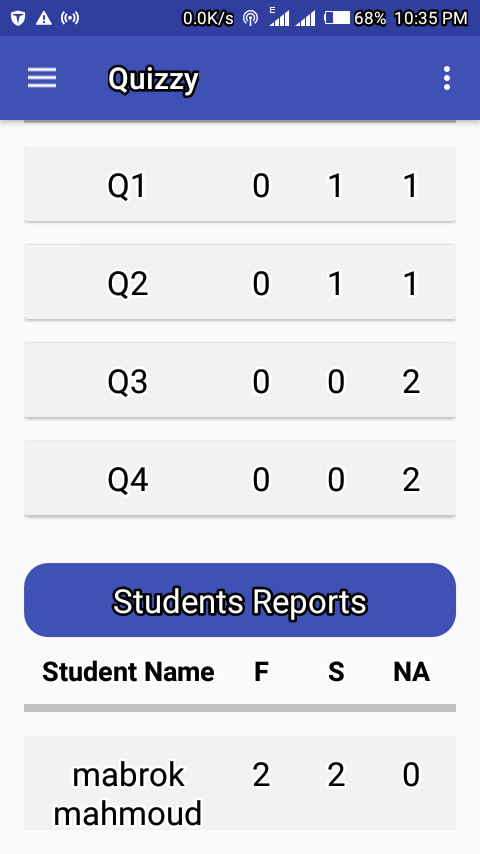 0.0K/s E 68% 10:35 PM
Quizzy
Q1 0 1 1
Q2 0 1 1
Q3 0 0 2
Q4 0 0 2
Students Reports
Student Name F S NA
mabrok 2 2 0
mahmoud